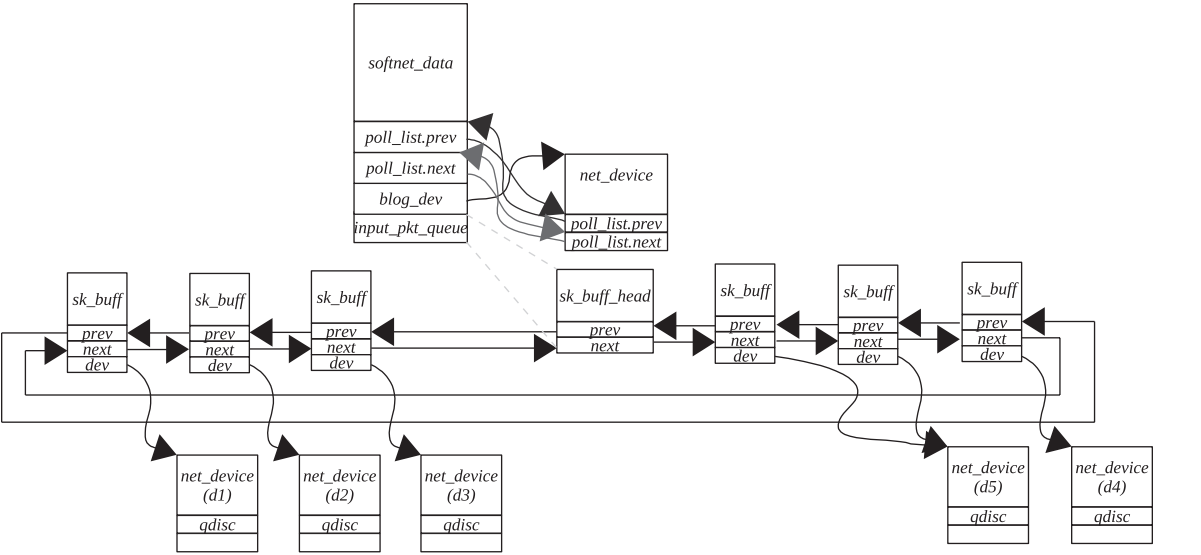 softnet_data
poll_list.prev
poll_list.next
blog_dev
input_pkt_queue
net_device
poll_list.prev
poll_list.next
sk_buff
prev
next
dev
sk_buff
prev
next
dev
sk_buff
prev
next
dev
sk_buff_head
prev
next
sk_buff
prev
next
dev
sk_buff
prev
next
dev
sk_buff
prev
next
dev
net_device
(d1)
qdisc
net_device
(d2)
qdisc
net_device
(d3)
qdisc
net_device
(d5)
qdisc
net_device
(d4)
qdisc